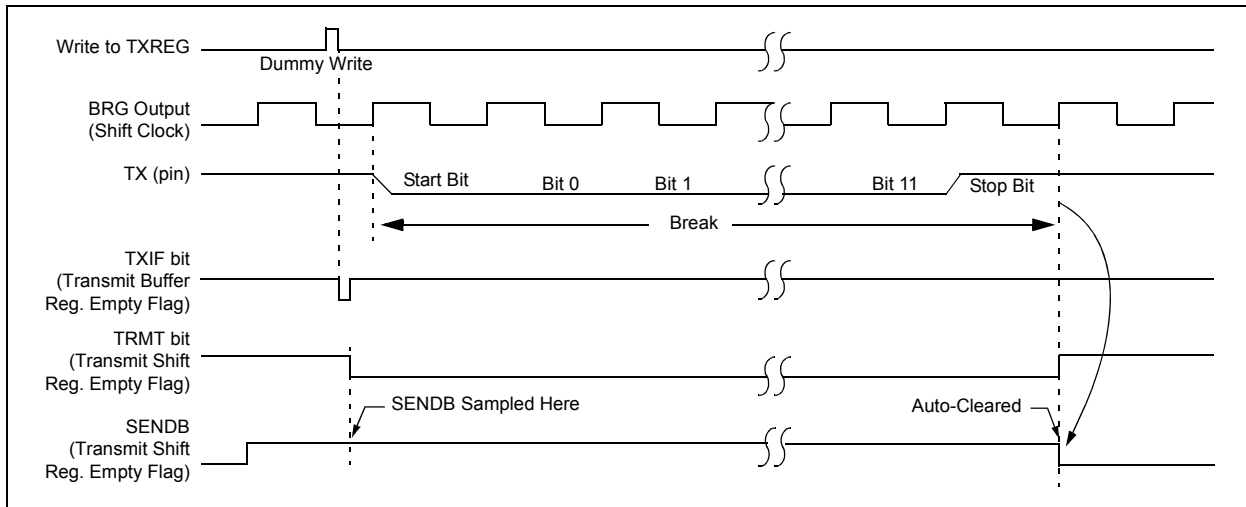 Write to TXREG
Dummy Write
BRG Output
(Shift Clock)
TX (pin)
Start Bit
Bit 0
Bit 1
Bit 11
Stop Bit
Break
TXIF bit
(Transmit Buffer
Reg. Empty Flag)
TRMT bit
(Transmit Shift
Reg. Empty Flag)
SENDB Sampled Here
Auto-Cleared
SENDB
(Transmit Shift
Reg. Empty Flag)